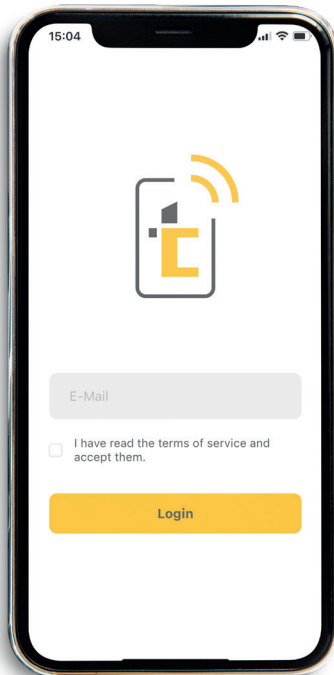 15:04
E-Mail
I have read the terms of service and
accept them.
Login